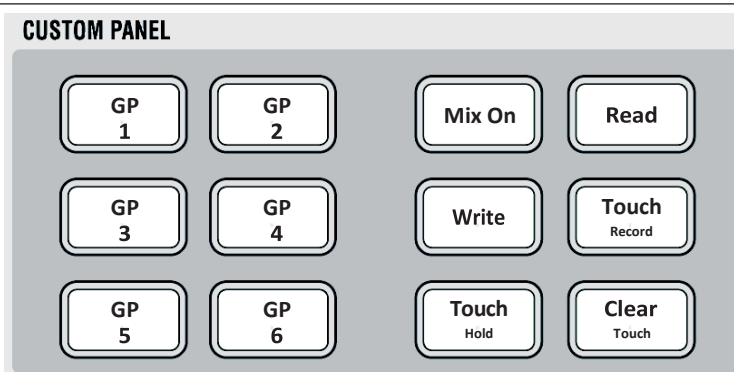 CUSTOM PANEL
GP
1
GP
2
Mix On
Read
GP
3
GP
4
Write
Touch
Record
GP
5
GP
6
Touch
Hold
Clear
Touch